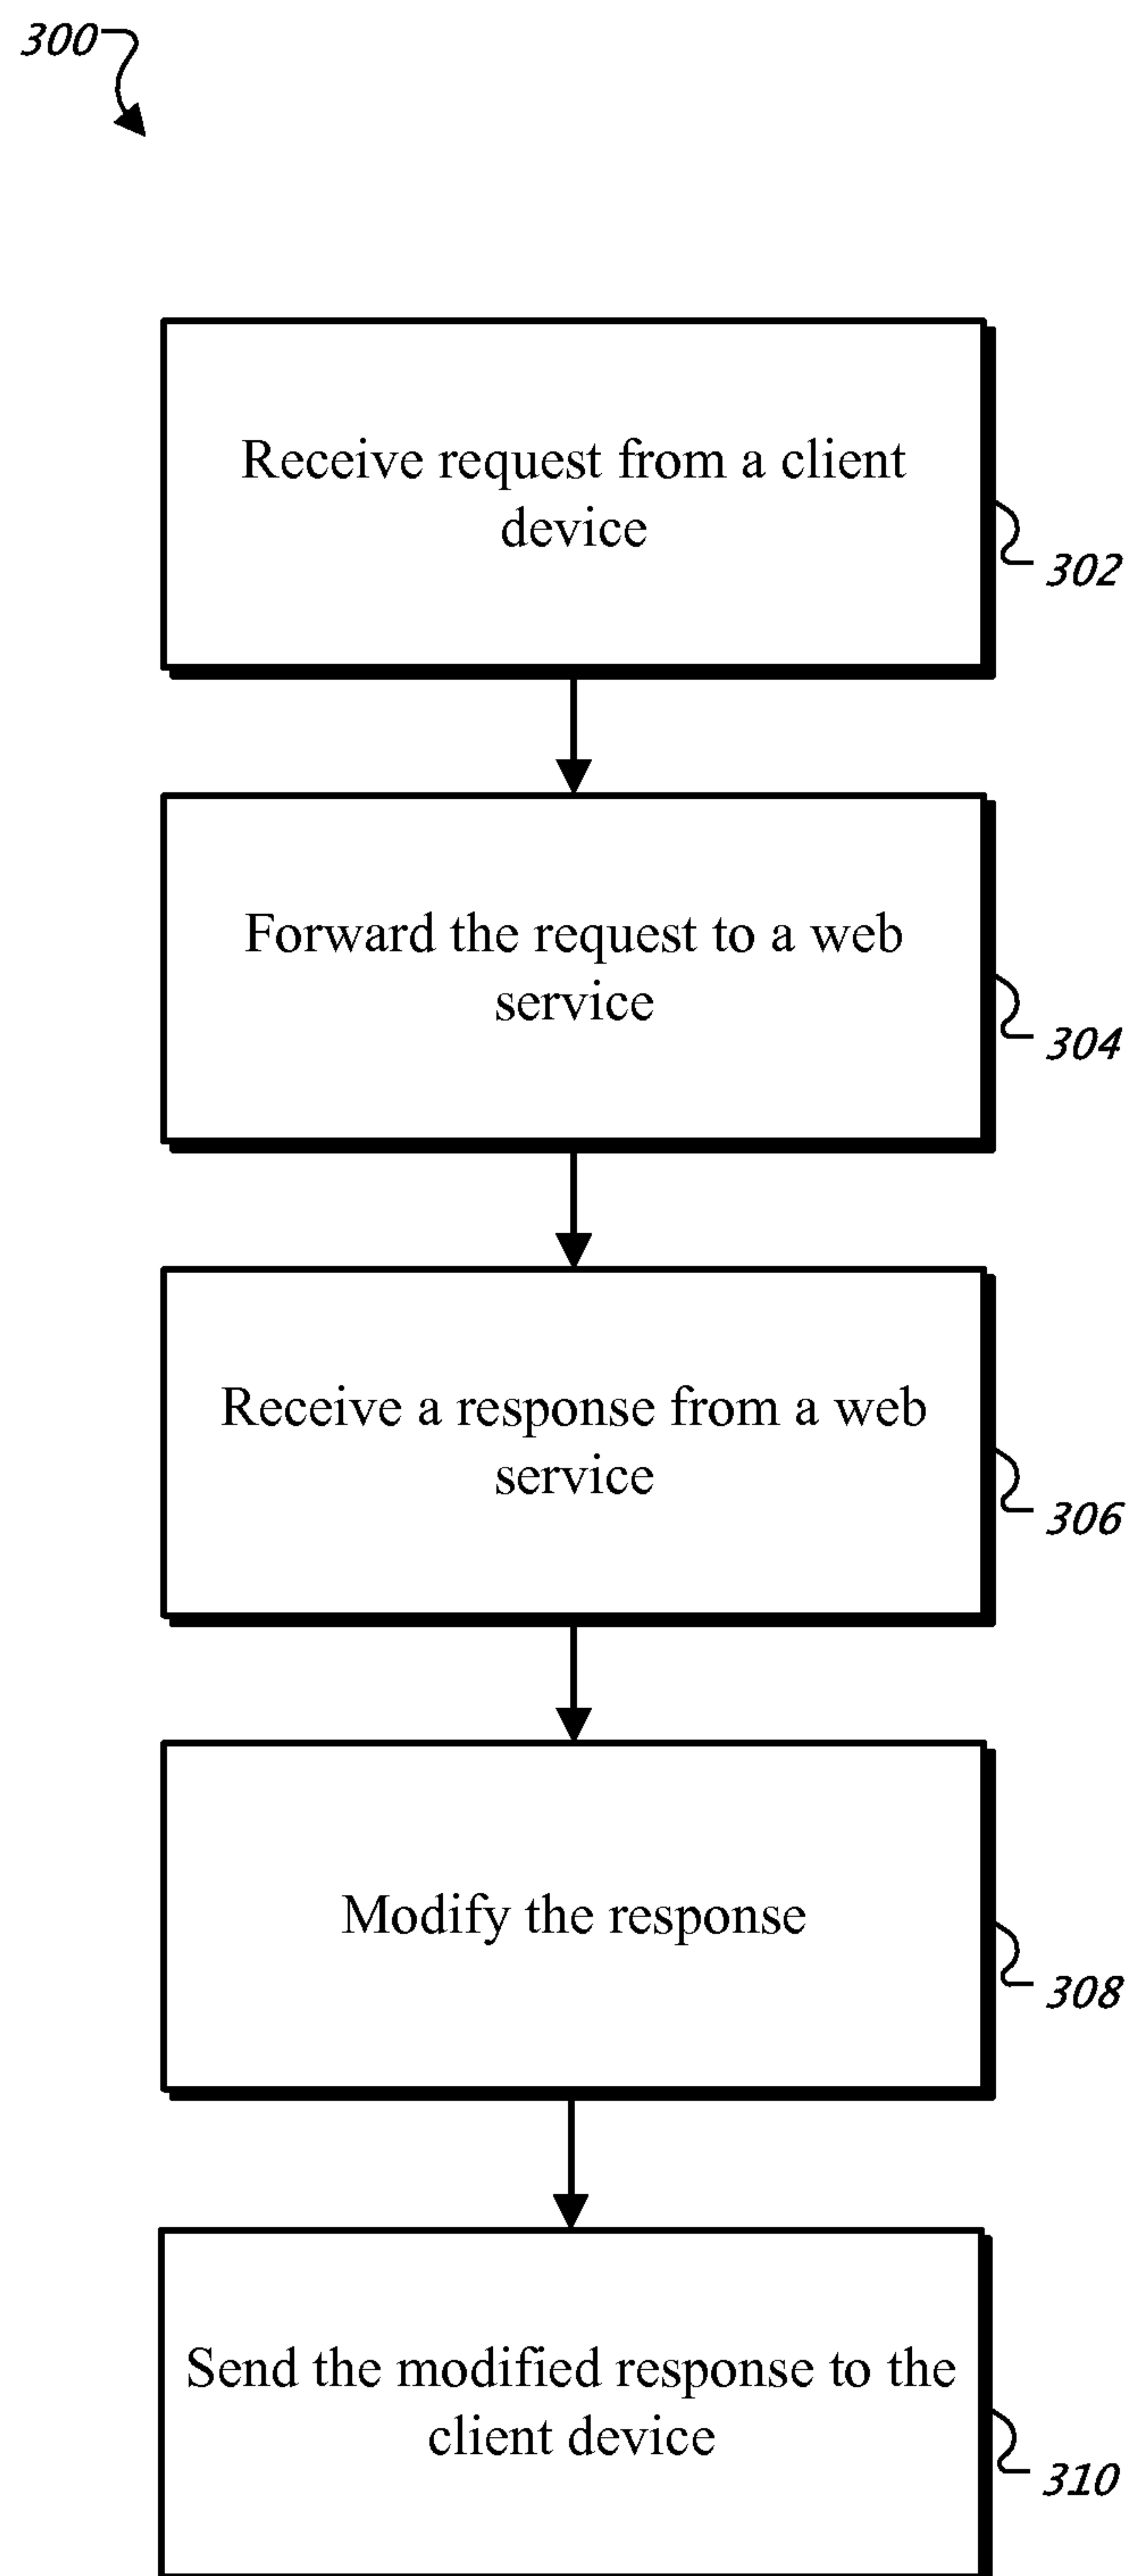 300
Receive request from a client
device
302
Forward the request to a web
service
304
Receive a response from a web
service
306
Modify the response
308
Send the modified response to the
client device
310